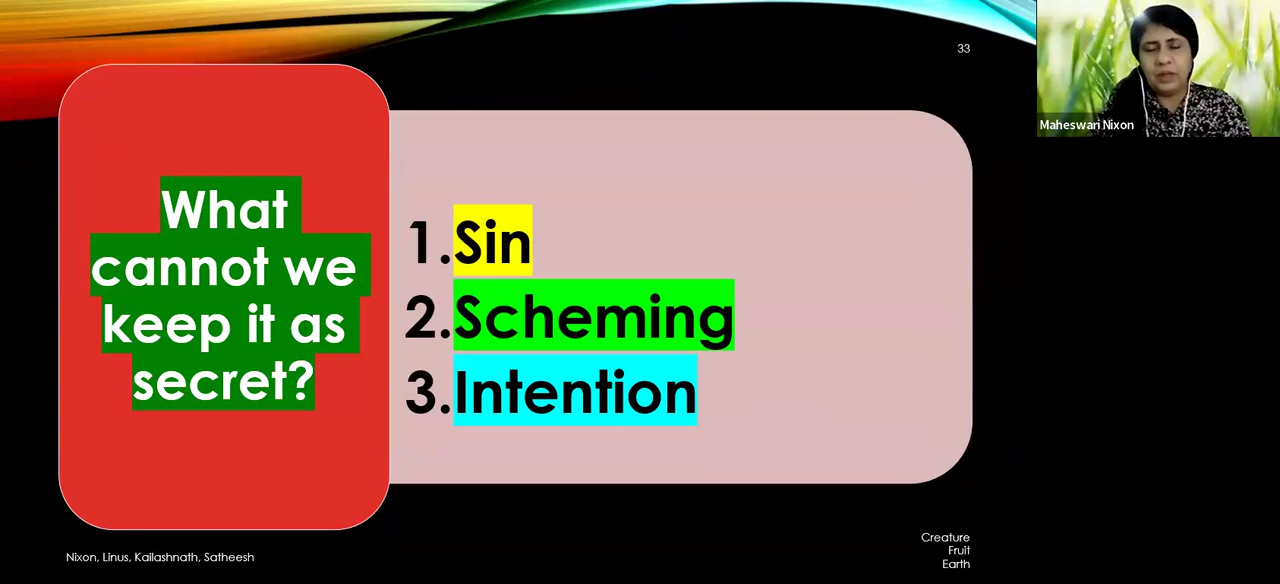 33
Maheswari Nixon
What
cannot we
keep it as
secret?
1.Sin
2.Scheming
3.Intention
Nixon, Linus, Kailashnath, Satheesh
Creature
Fruit
Earth